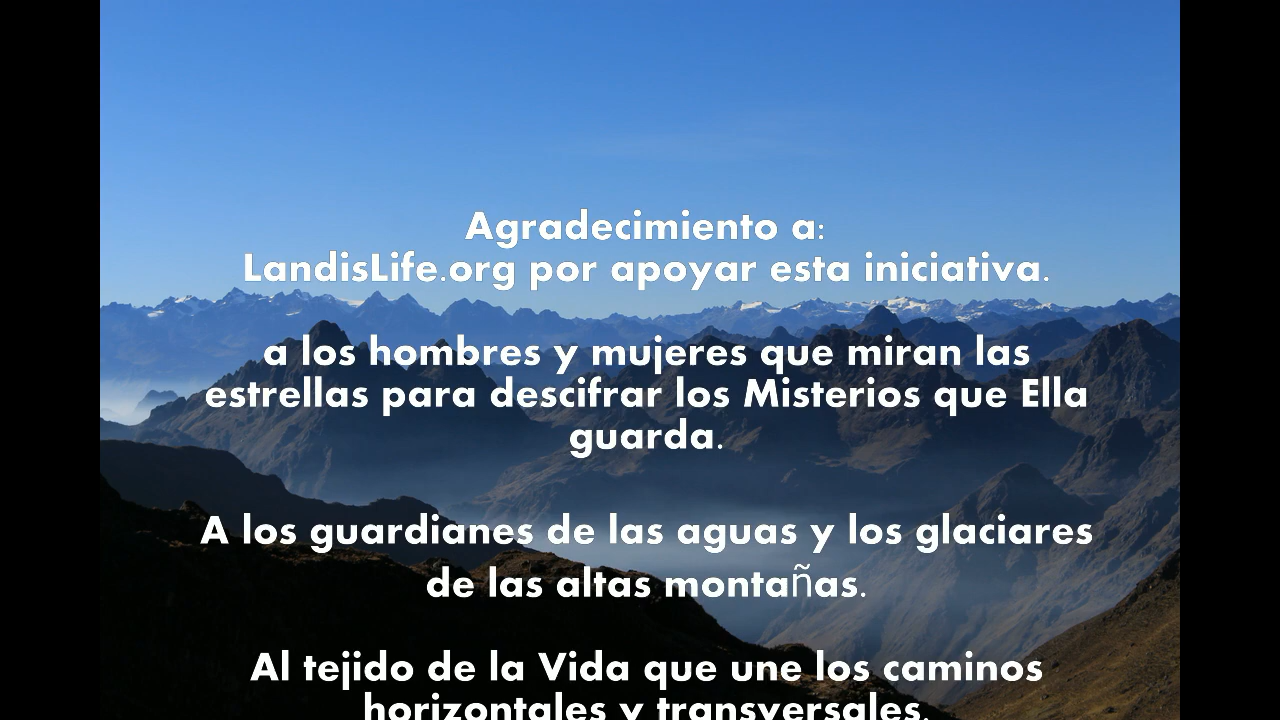 Agradecimiento a:
LandisLife.org por apoyar esta iniciativa.
a los hombres y mujeres que miran las
estrellas para descifrar los Misterios que Ella
guarda.
A los guardianes de las aguas y los glaciares
de las altas montañas.
Al tejido de la Vida que une los caminos
horizontales y transversales.